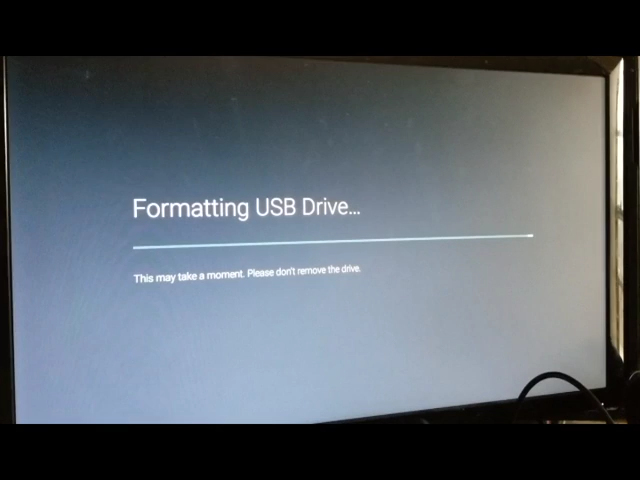 Formatting USB Drive...
This may take a moment. Please don't remove the drive.